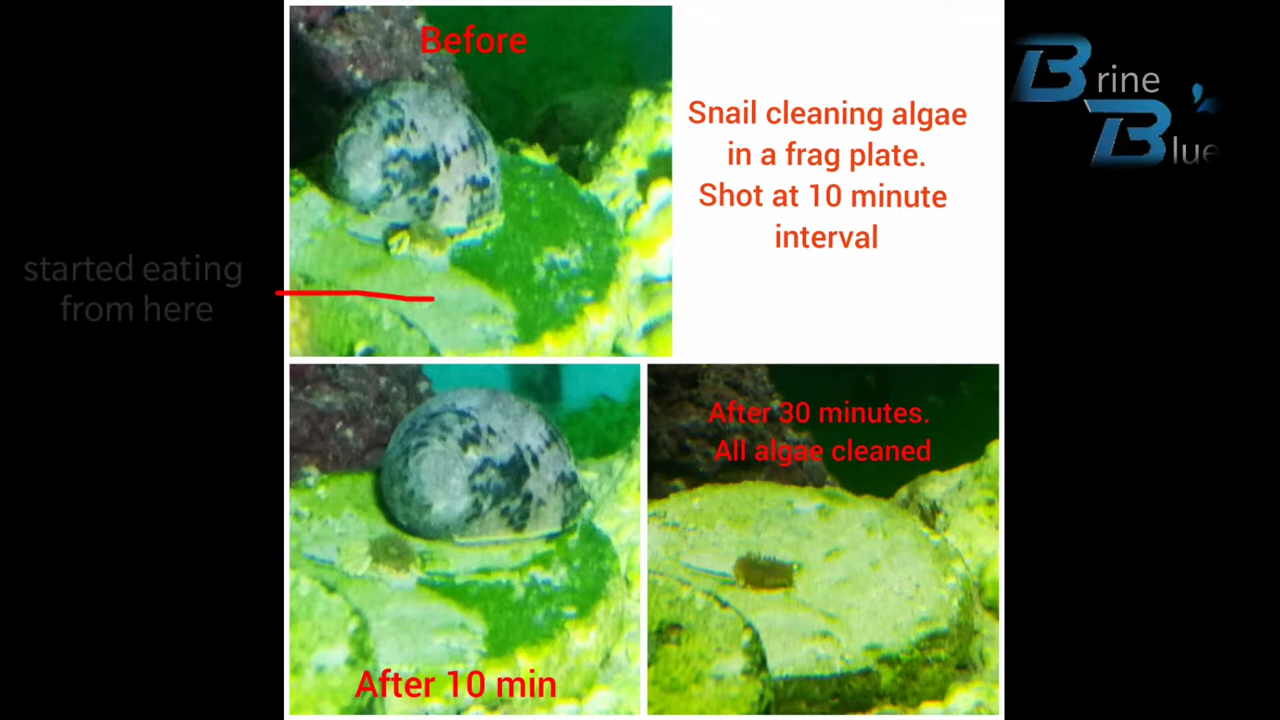 Before
Snail cleaning algae
in a frag plate.
Shot at 10 minute
interval
Brine
Blue
started eating
from here
After 30 minutes.
All algae cleaned
After 10 min